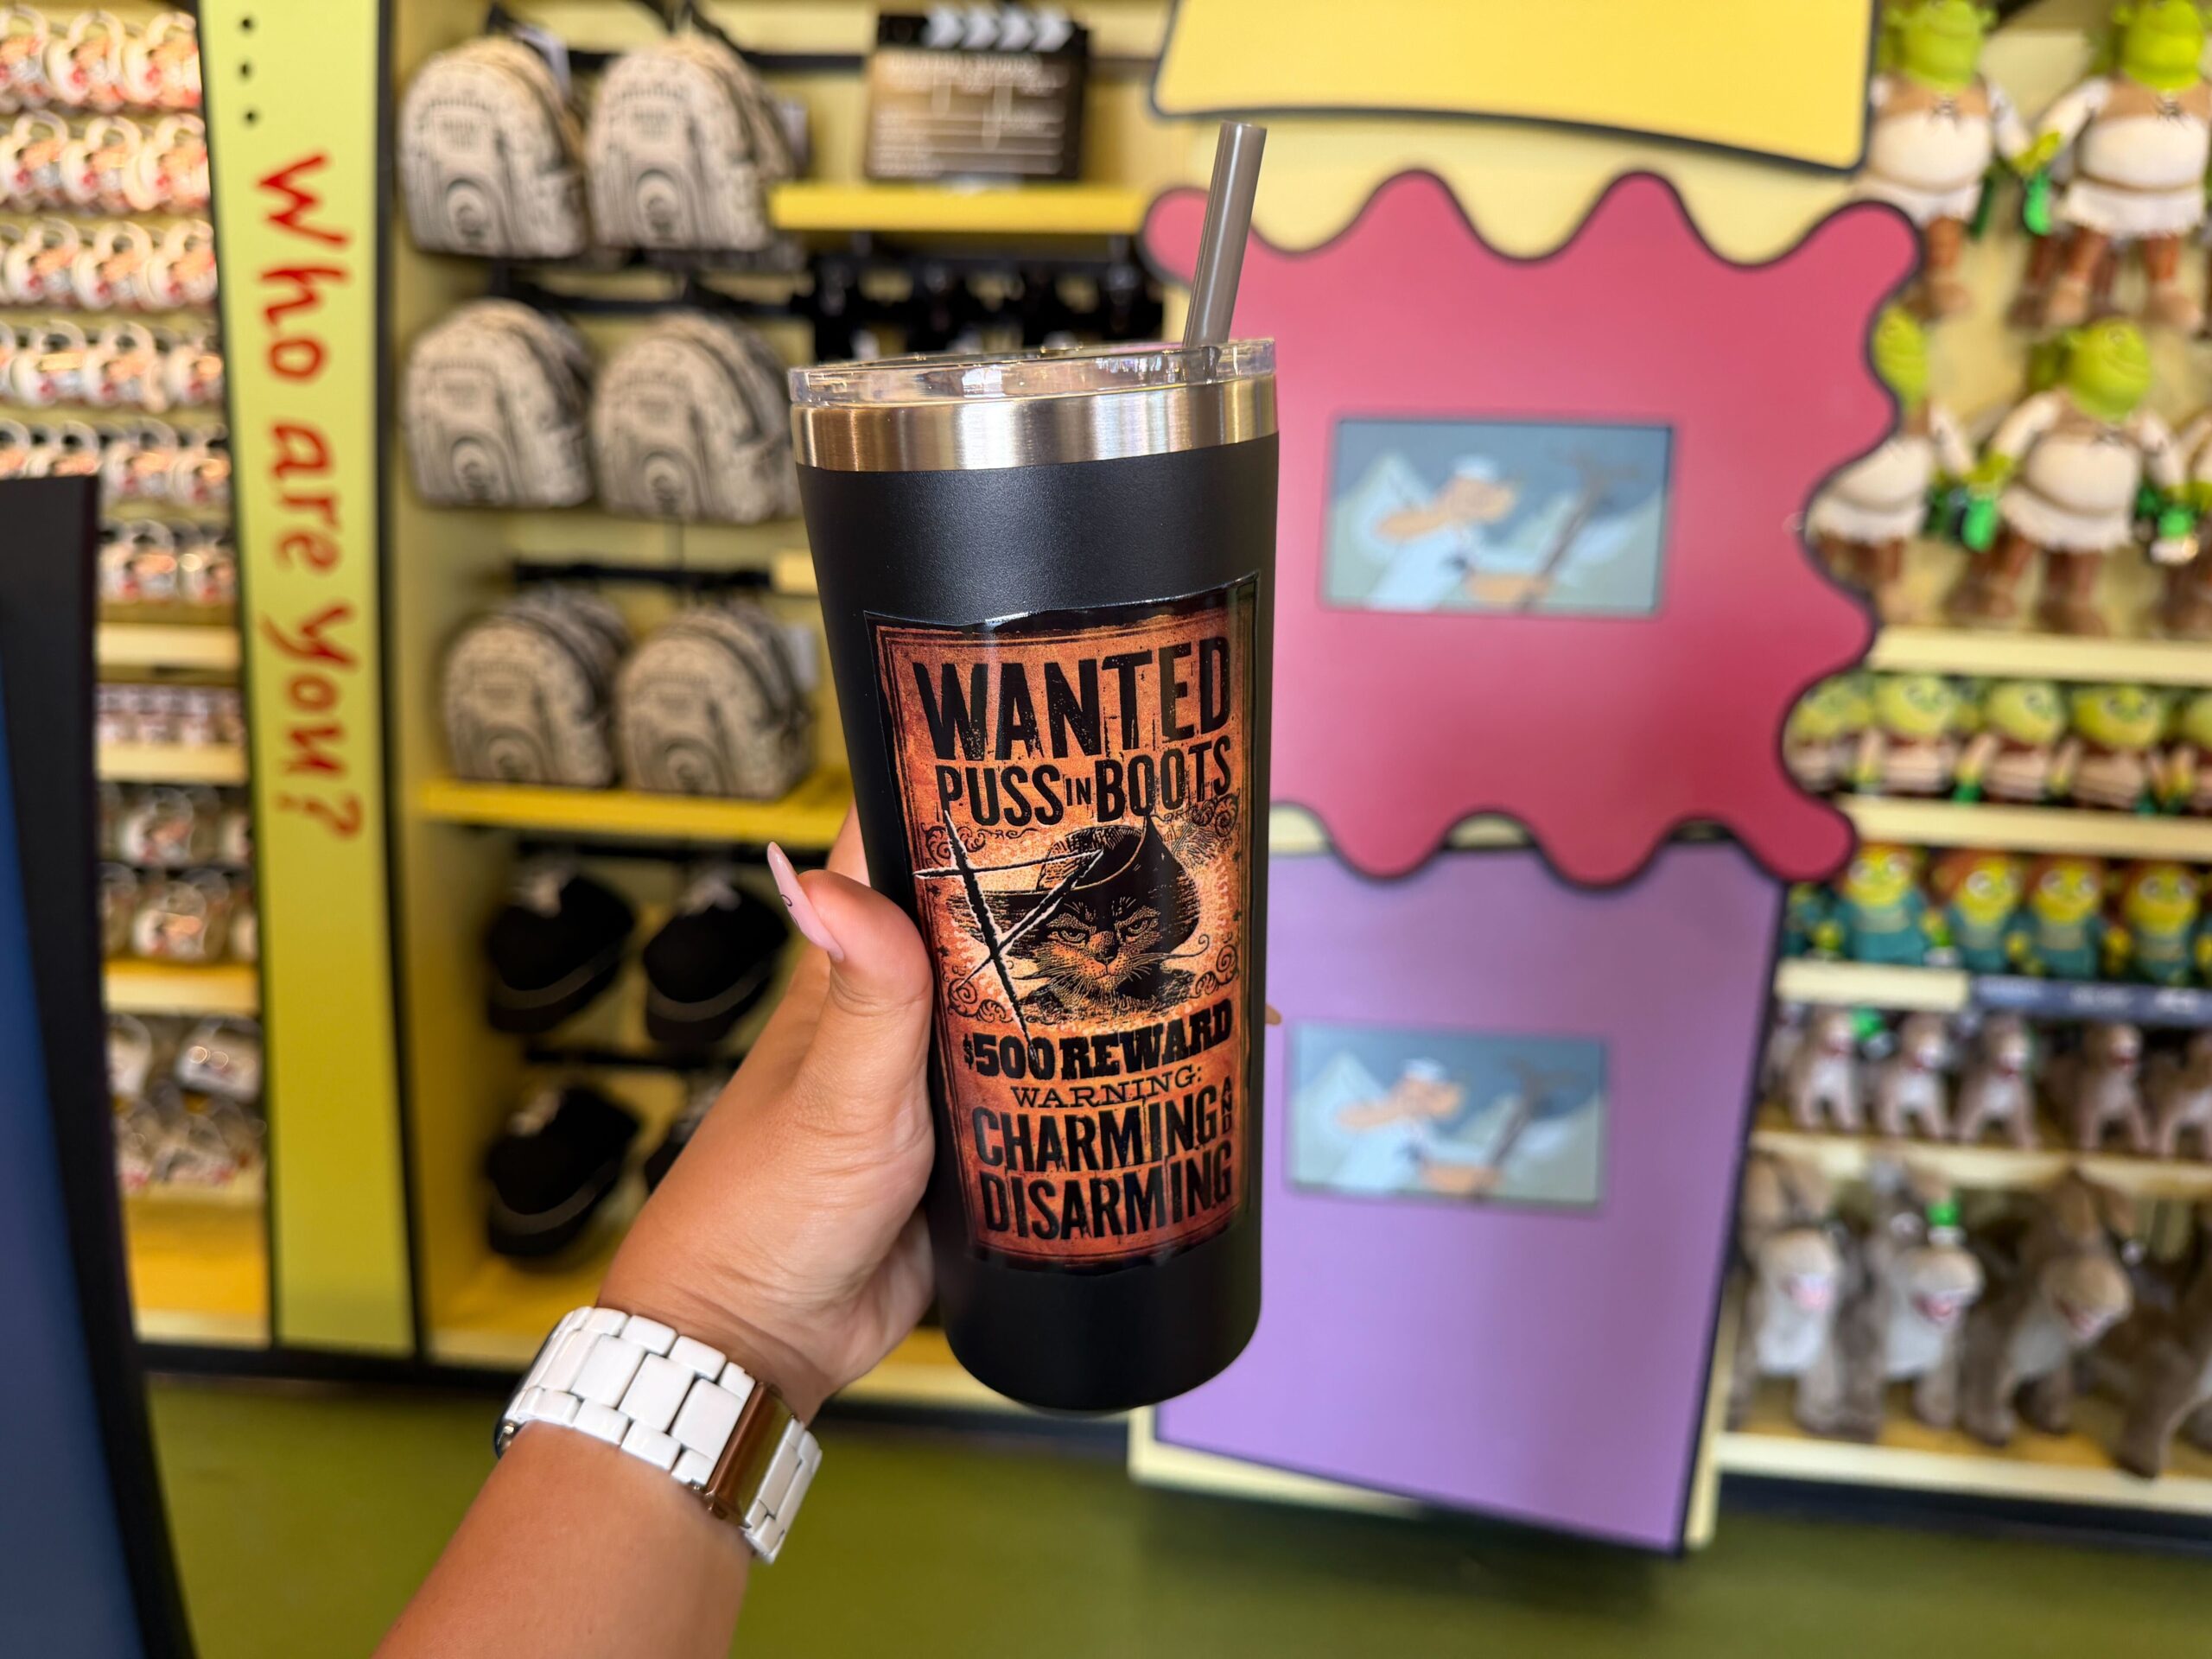 Who are You?
WANTED
PUSS IN BOOTS
$500 REWARD
WARNING:
CHARMING AND
DISARMING